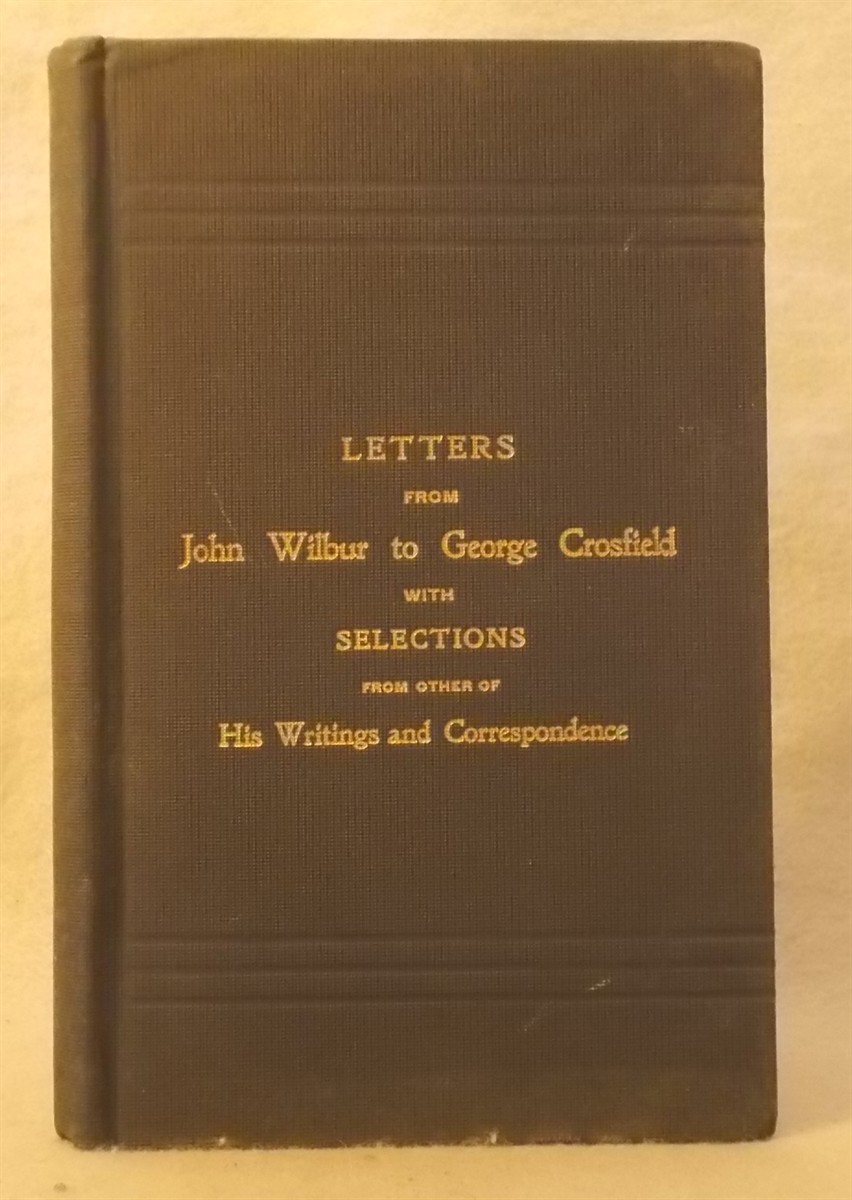 LETTERS
FROM
John Wilbur to George Crosfield
WITH
SELECTIONS
FROM OTHER OF
His Writings and Correspondence